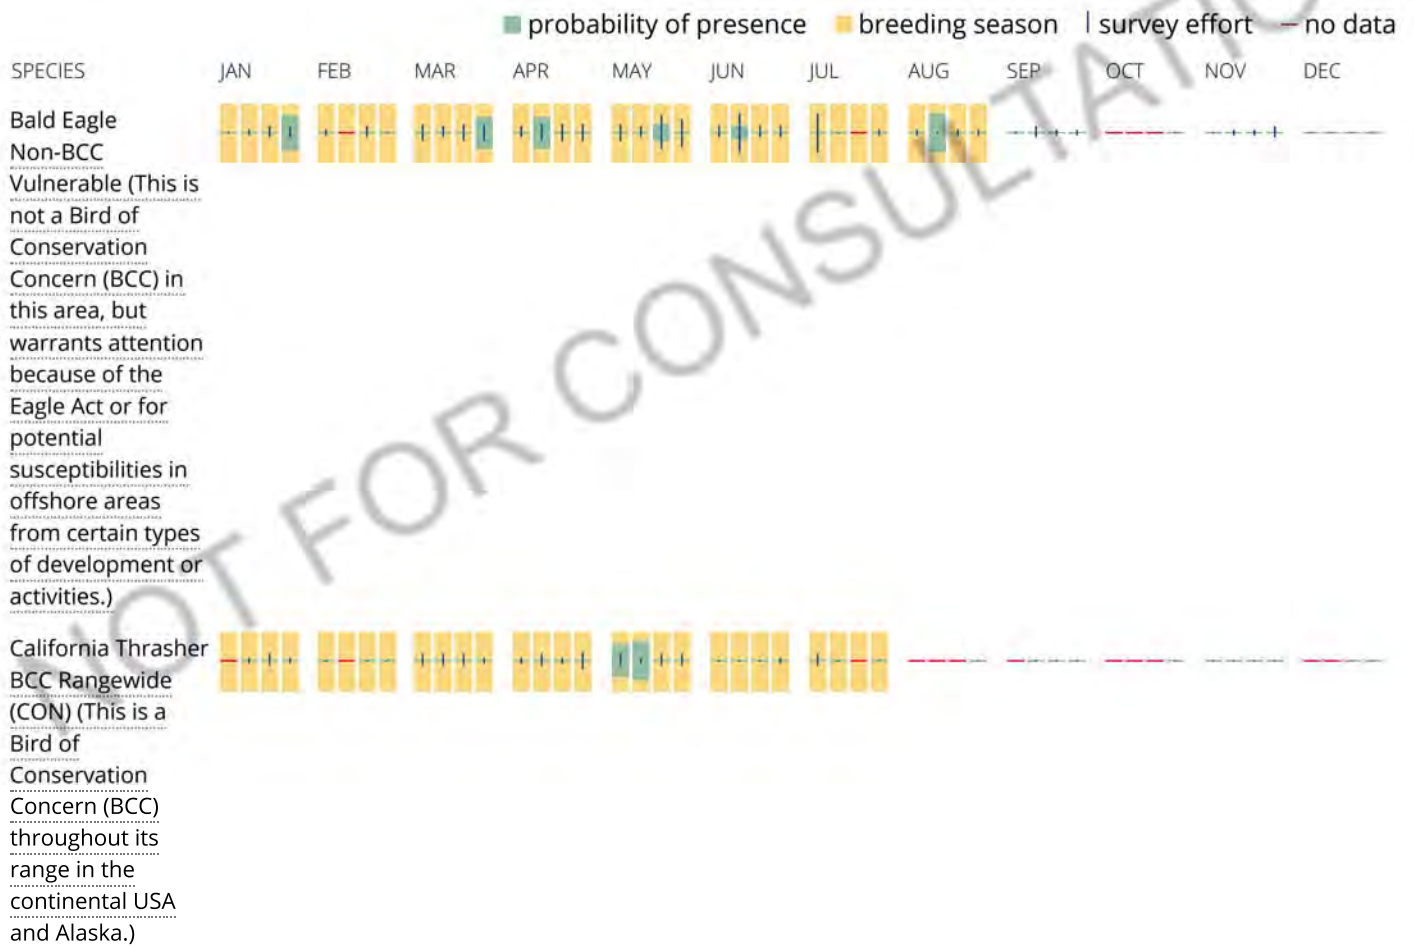 probability of presence breeding season survey effort no data
SPECIES JAN FEB MAR APR MAY JUN JUL AUG SEP OCT NOV DEC
Bald Eagle
Non-BCC
Vulnerable (This is
not a Bird of
Conservation
Concern (BCC) in
this area, but
warrants attention
because of the
Eagle Act or for
potential
susceptibilities in
offshore areas
from certain types
of development or
activities.)
California Thrasher
BCC Rangewide
(CON) (This is a
Bird of
Conservation
Concern (BCC)
throughout its
range in the
continental USA
and Alaska.)
NOT FOR CONSULTATIO